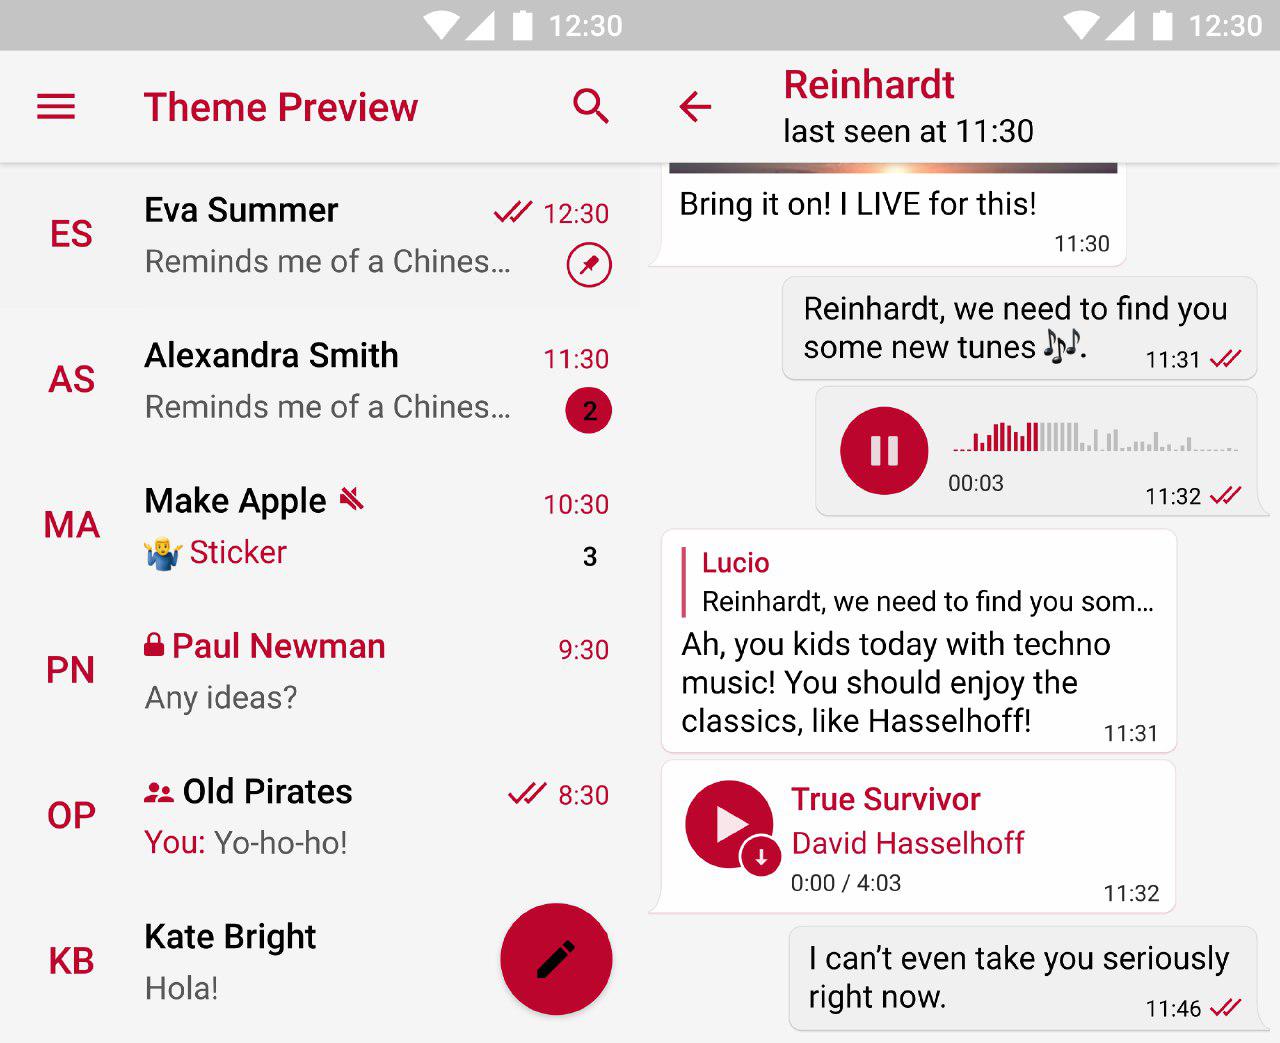 12:30
Theme Preview
ES
Eva Summer
12:30
Reminds me of a Chines...
AS
Alexandra Smith
11:30
Reminds me of a Chines...
2
MA
Make Apple
10:30
🤷‍♂️ Sticker
3
PN
Paul Newman
9:30
Any ideas?
OP
Old Pirates
8:30
You: Yo-ho-ho!
KB
Kate Bright
Hola!
12:30
Reinhardt
last seen at 11:30
Bring it on! I LIVE for this!
11:30
Reinhardt, we need to find you
some new tunes 🎶.
11:31
00:03
11:32
Lucio
Reinhardt, we need to find you som...
Ah, you kids today with techno
music! You should enjoy the
classics, like Hasselhoff!
11:31
True Survivor
David Hasselhoff
0:00 / 4:03
11:32
I can’t even take you seriously
right now.
11:46